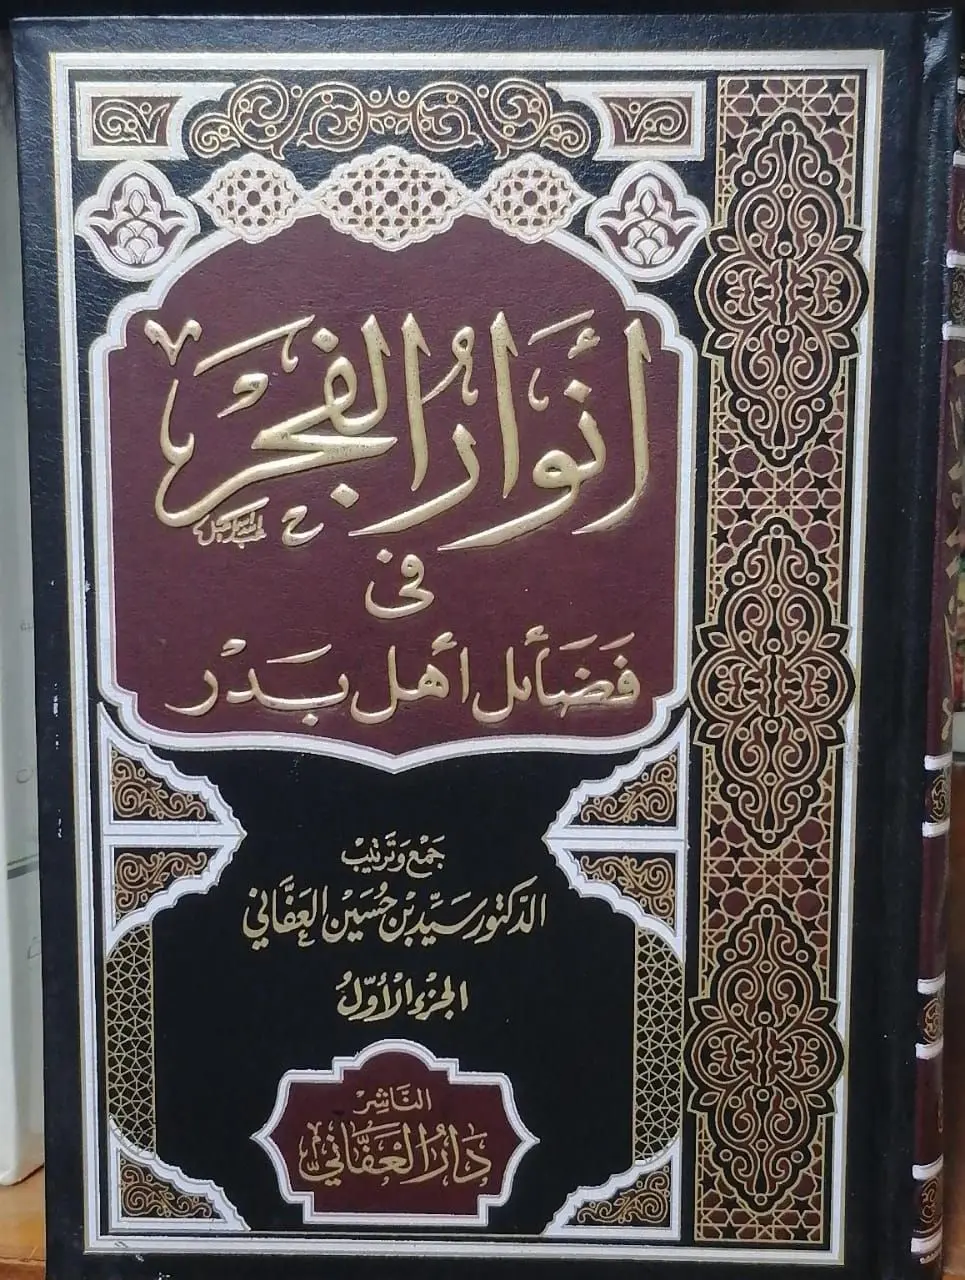 أنوار الفجر
في
فضائل أهل بدر
جمع وترتيب
الدكتور سيد بن حسين العفاني
الجزء الأول
الناشر
دار العفاني